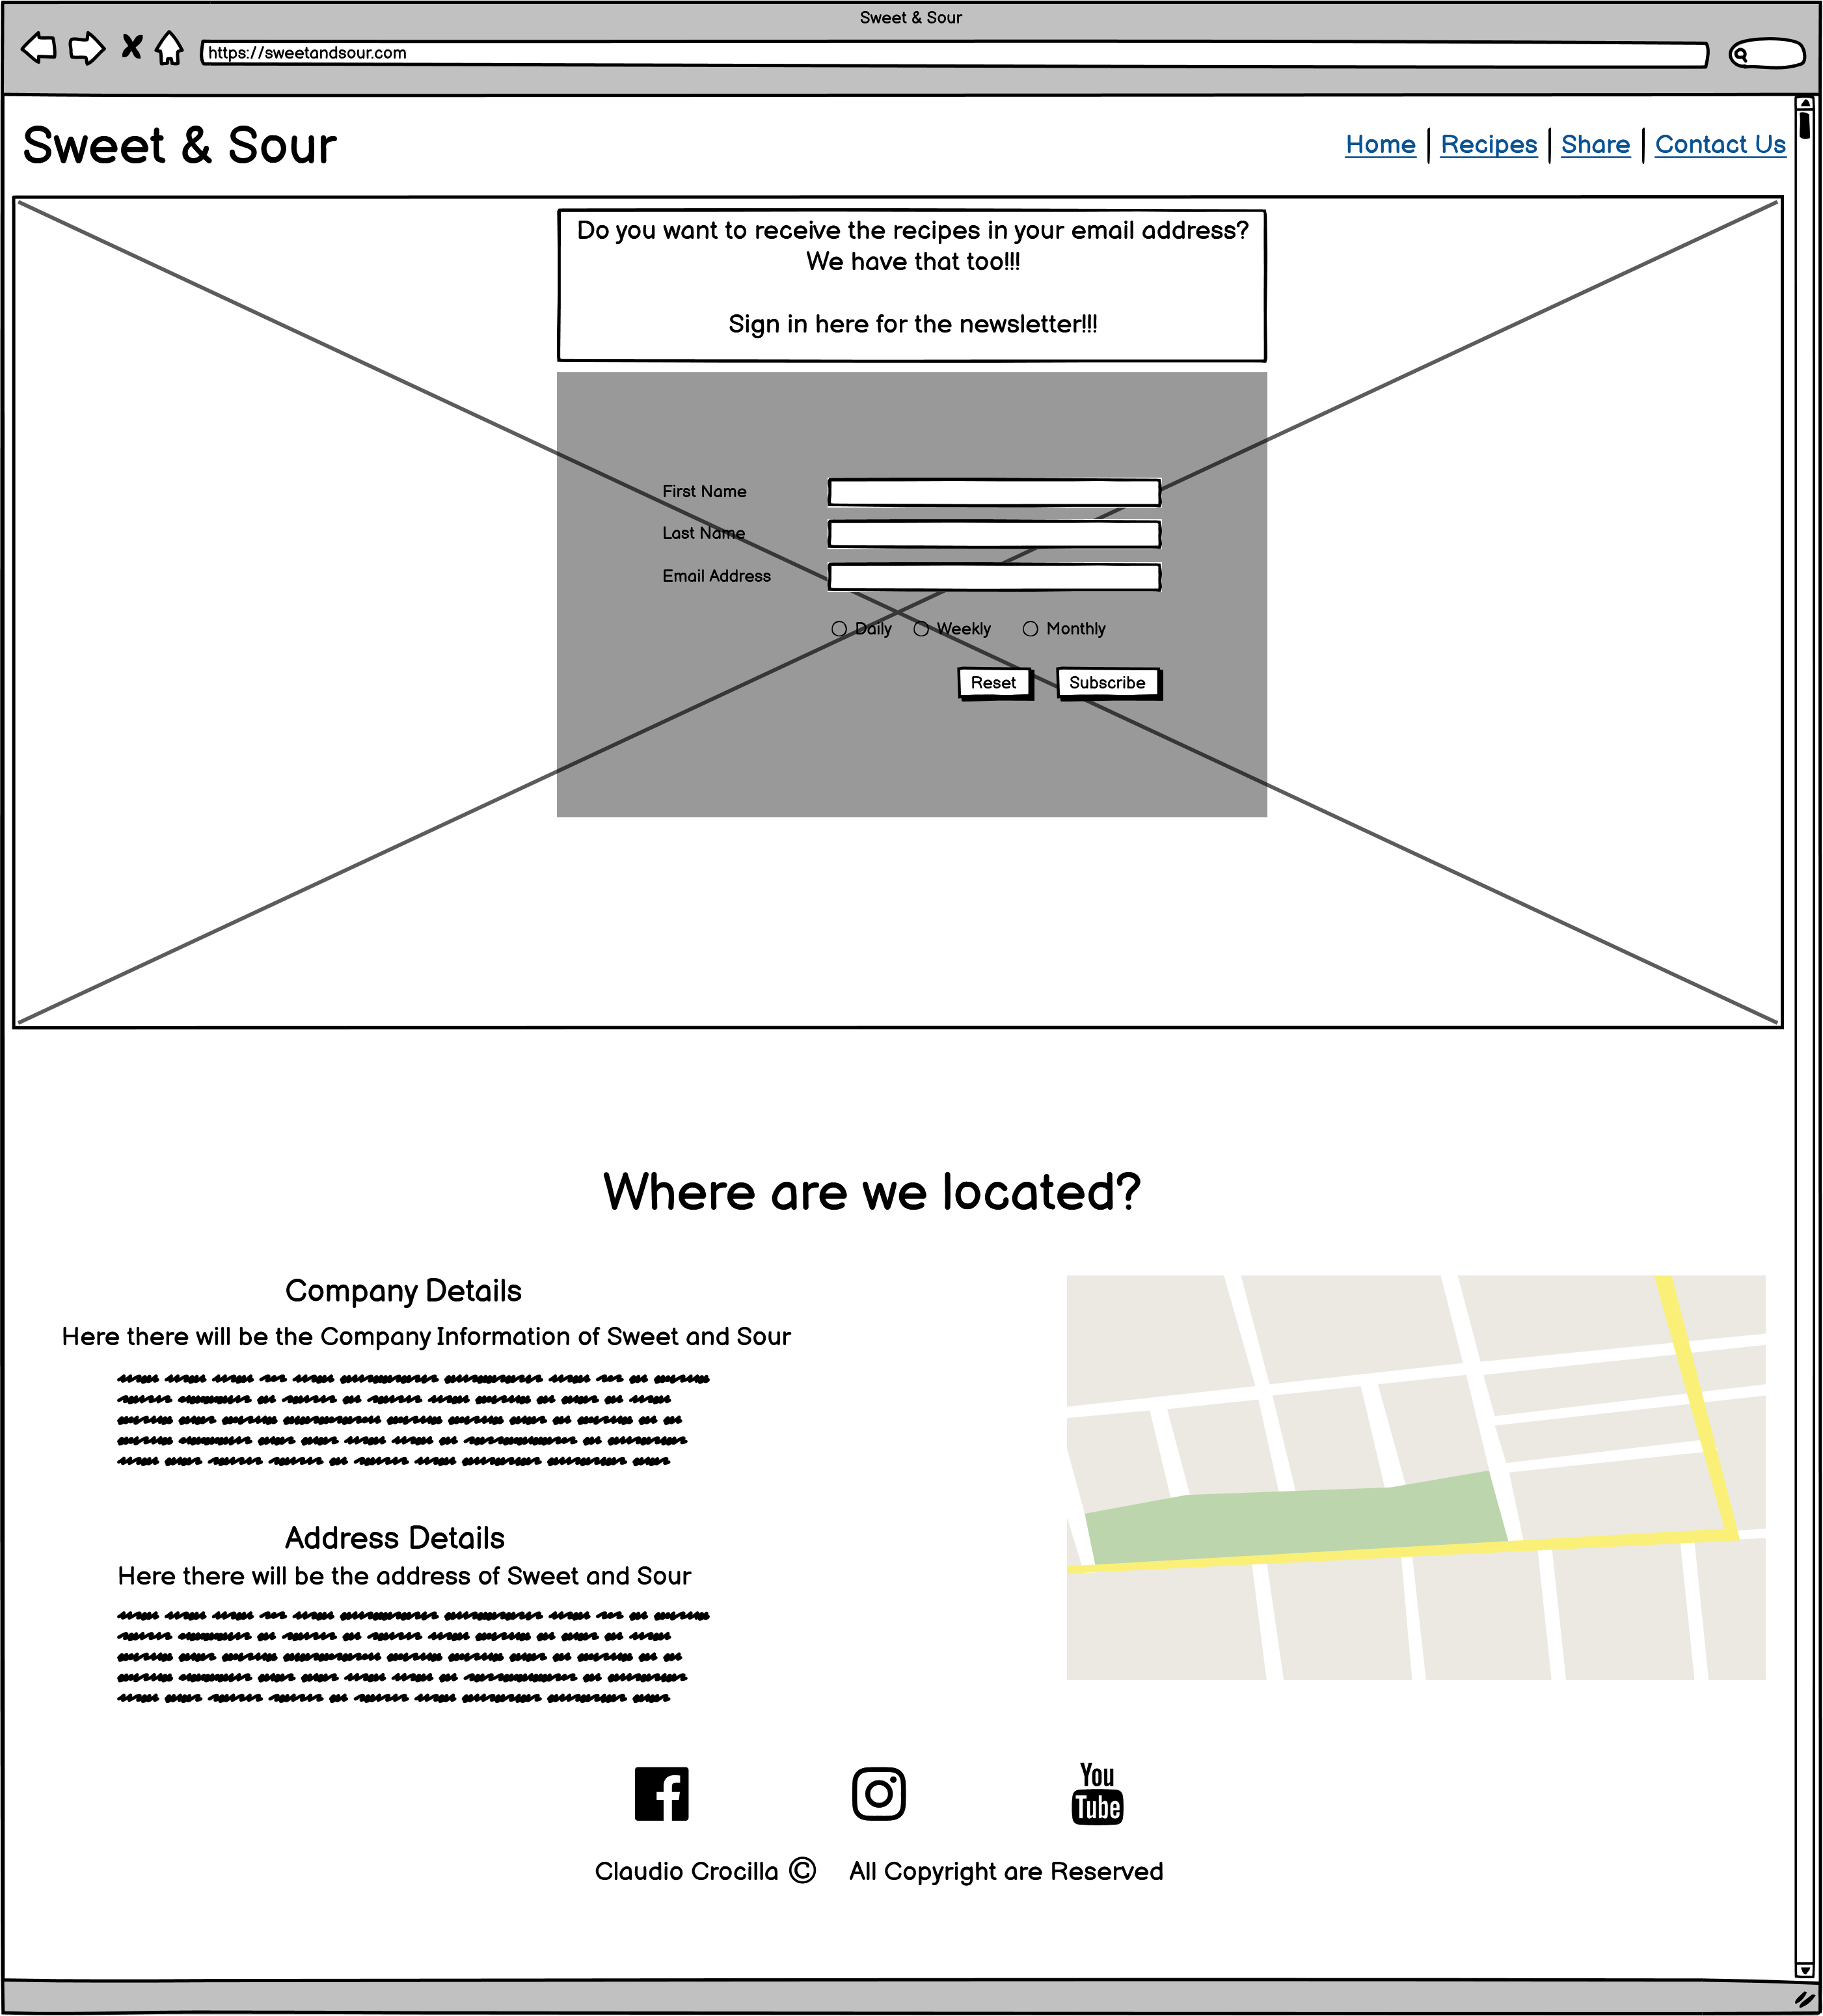 Sweet & Sour
https://sweetandsour.com
Sweet & Sour
Home | Recipes | Share | Contact Us
Do you want to receive the recipes in your email address?
We have that too!!!
Sign in here for the newsletter!!!
First Name
Last Name
Email Address
Daily Weekly Monthly
Reset Subscribe
Where are we located?
Company Details
Here there will be the Company Information of Sweet and Sour
Address Details
Here there will be the address of Sweet and Sour
You
Tube
Claudio Crocilla © All Copyright are Reserved